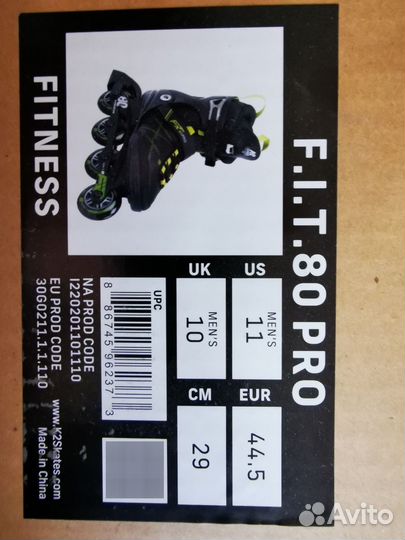 F.I.T.80 PRO
US
MEN'S
11
EUR
44.5
UK
MEN'S
10
CM
29
UPC
8 86745 96237 3
FITNESS
NA PROD CODE
I220201101110
EU PROD CODE
30G0211.1.1.110
www.K2Skates.com
Made in China
Avito